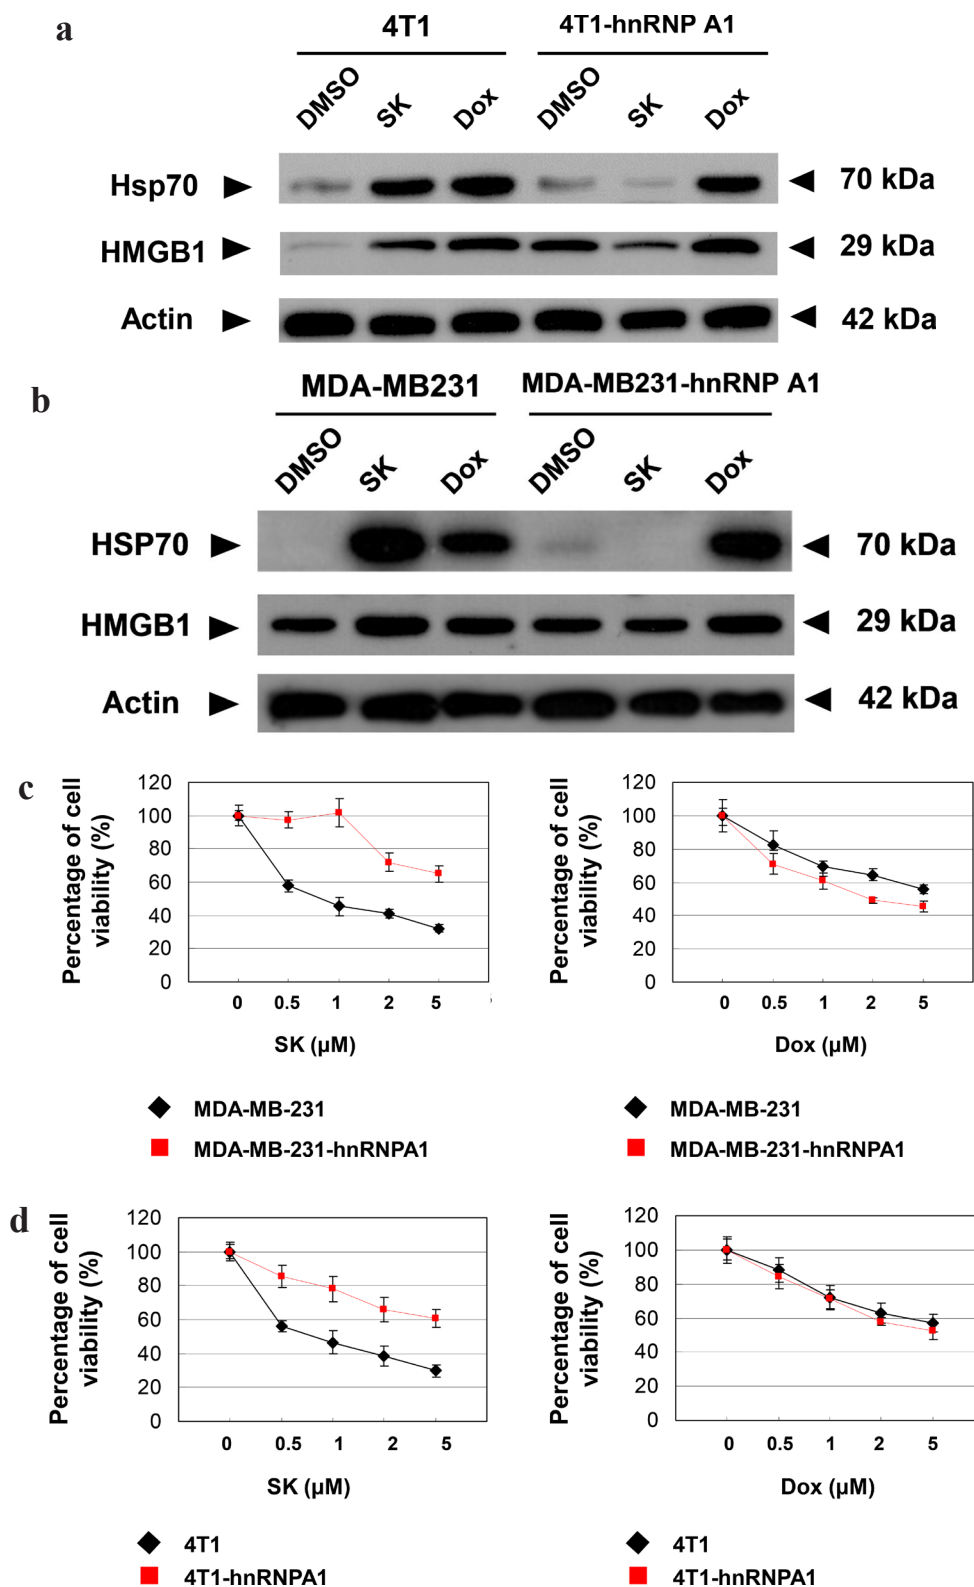 a
4T1
4T1-hnRNP A1
DMSO SK Dox DMSO SK Dox
Hsp70 70 kDa
HMGB1 29 kDa
Actin 42 kDa
b
MDA-MB231 MDA-MB231-hnRNP A1
DMSO SK Dox DMSO SK Dox
HSP70 70 kDa
HMGB1 29 kDa
Actin 42 kDa
c
Percentage of cell
viability (%)
120
100
80
60
40
20
0
0 0.5 1 2 5
SK (µM)
MDA-MB-231
MDA-MB-231-hnRNPA1
Percentage of cell
viability (%)
120
100
80
60
40
20
0
0 0.5 1 2 5
Dox (µM)
MDA-MB-231
MDA-MB-231-hnRNPA1
d
Percentage of cell
viability (%)
120
100
80
60
40
20
0
0 0.5 1 2 5
SK (µM)
4T1
4T1-hnRNPA1
Percentage of cell
viability (%)
120
100
80
60
40
20
0
0 0.5 1 2 5
Dox (µM)
4T1
4T1-hnRNPA1